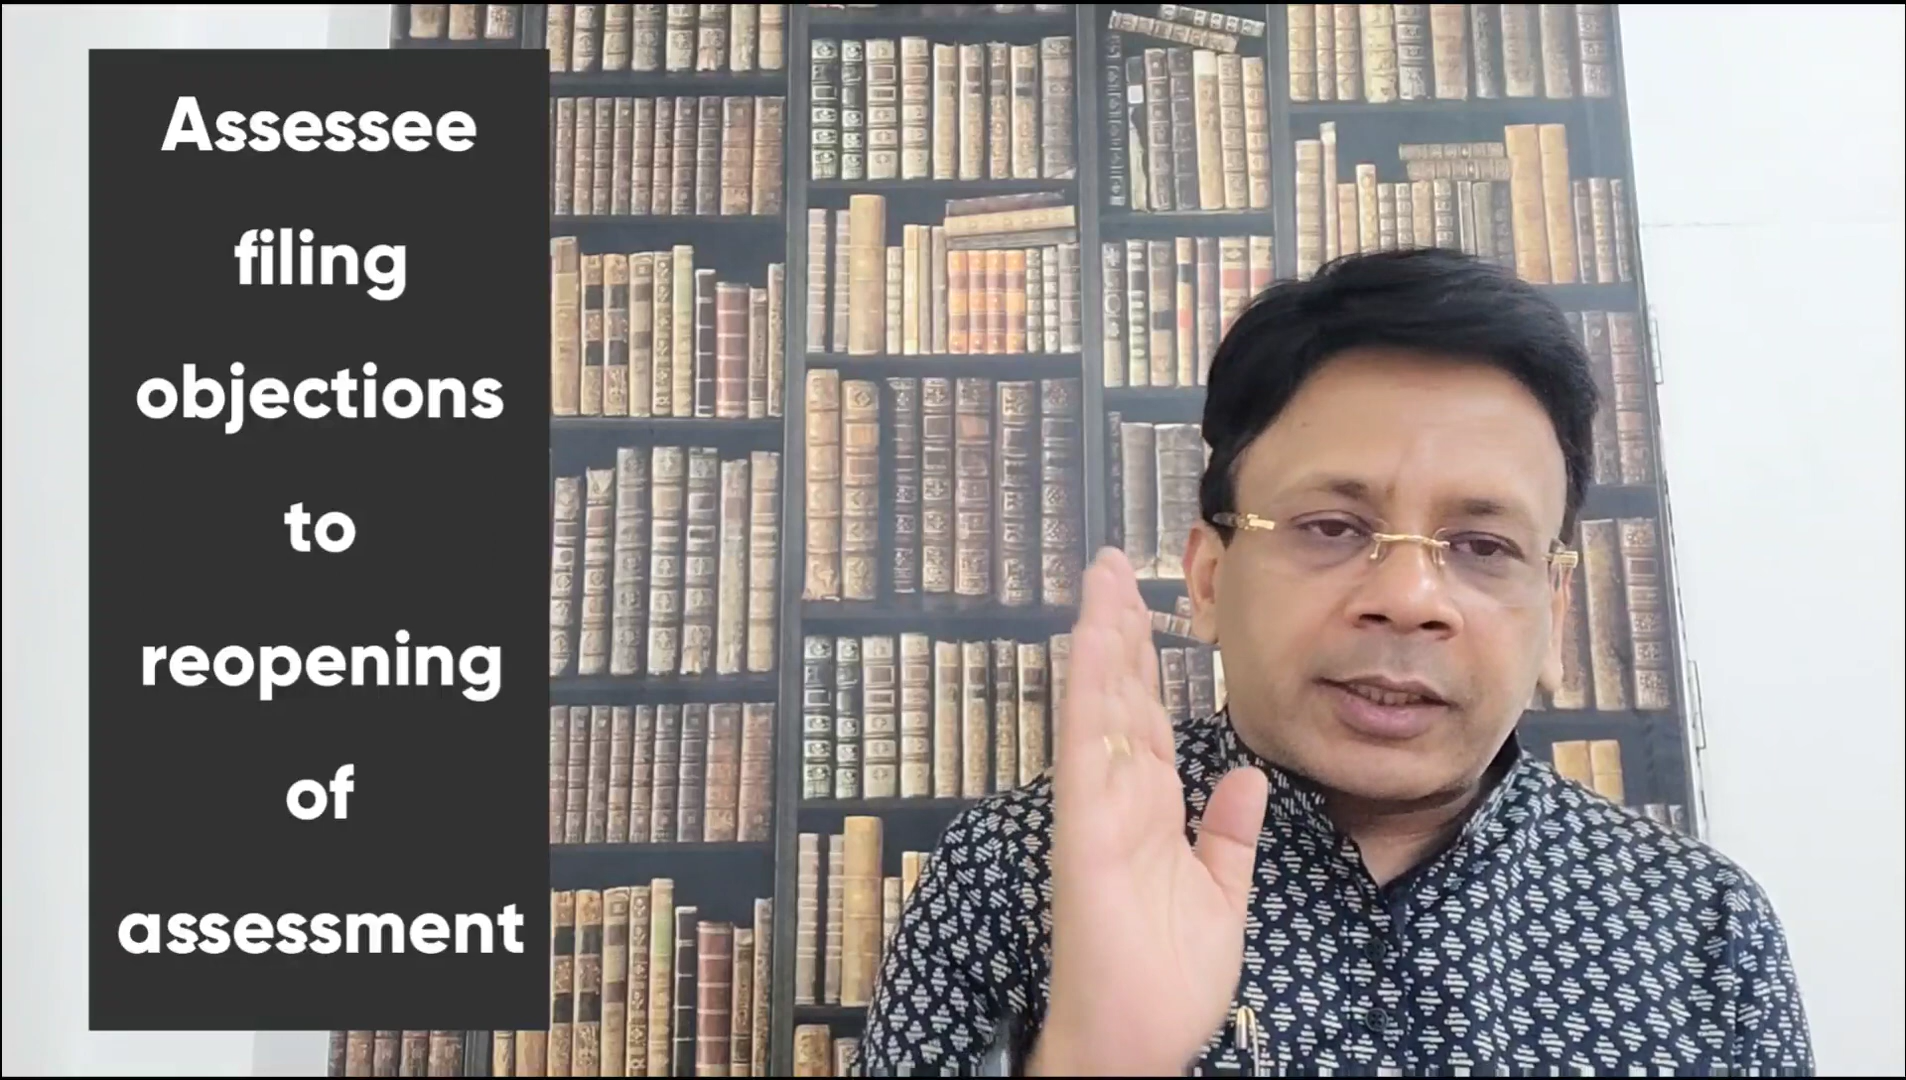 Assessee
filing
objections
to
reopening
of
assessment